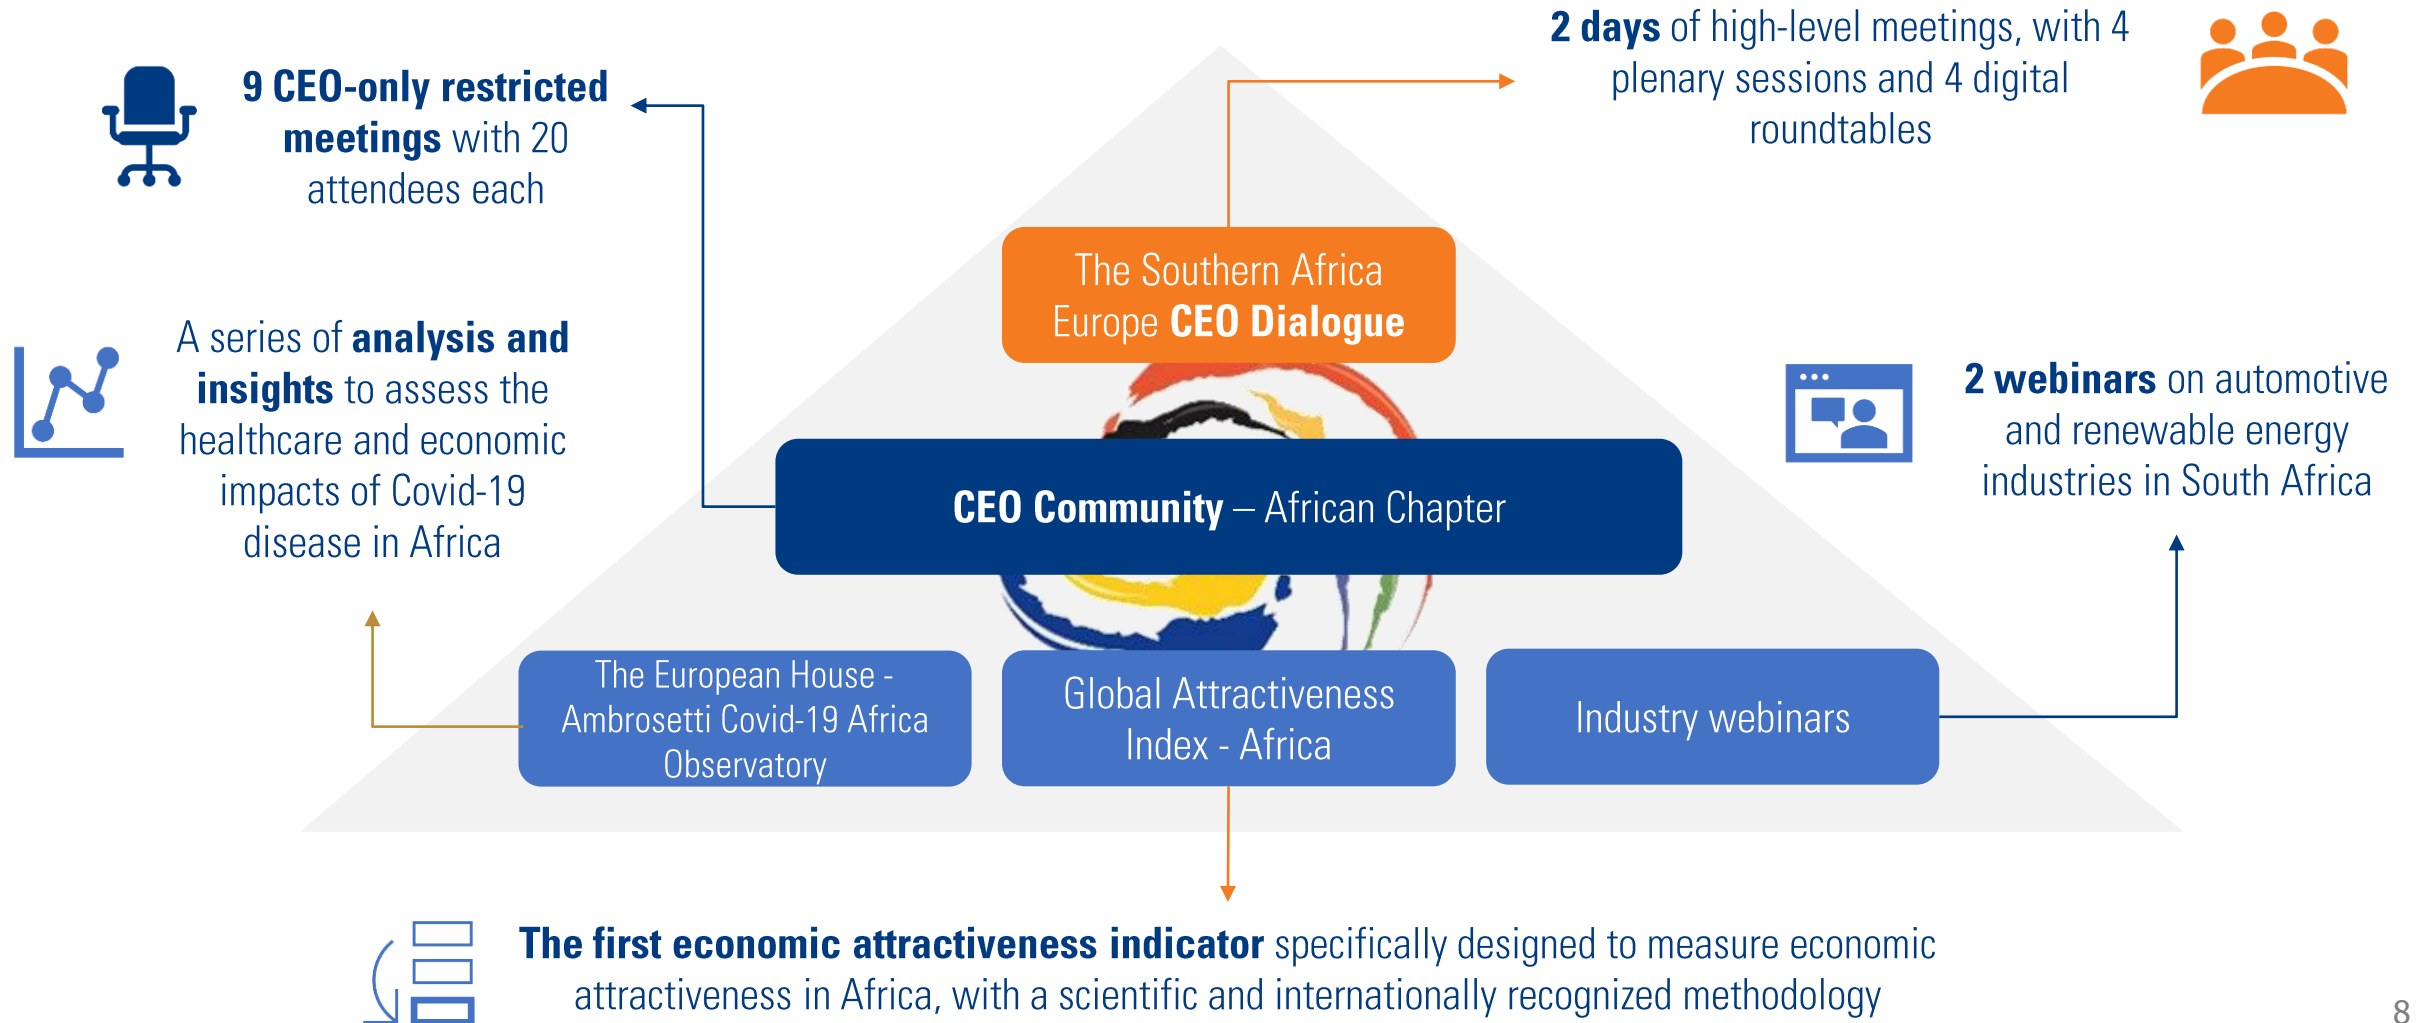 2 days of high-level meetings, with 4
plenary sessions and 4 digital
roundtables
9 CEO-only restricted
meetings with 20
attendees each
The Southern Africa
Europe CEO Dialogue
A series of analysis and
insights to assess the
healthcare and economic
impacts of Covid-19
disease in Africa
2 webinars on automotive
and renewable energy
industries in South Africa
CEO Community – African Chapter
The European House -
Ambrosetti Covid-19 Africa
Observatory
Global Attractiveness
Index - Africa
Industry webinars
The first economic attractiveness indicator specifically designed to measure economic
attractiveness in Africa, with a scientific and internationally recognized methodology
8